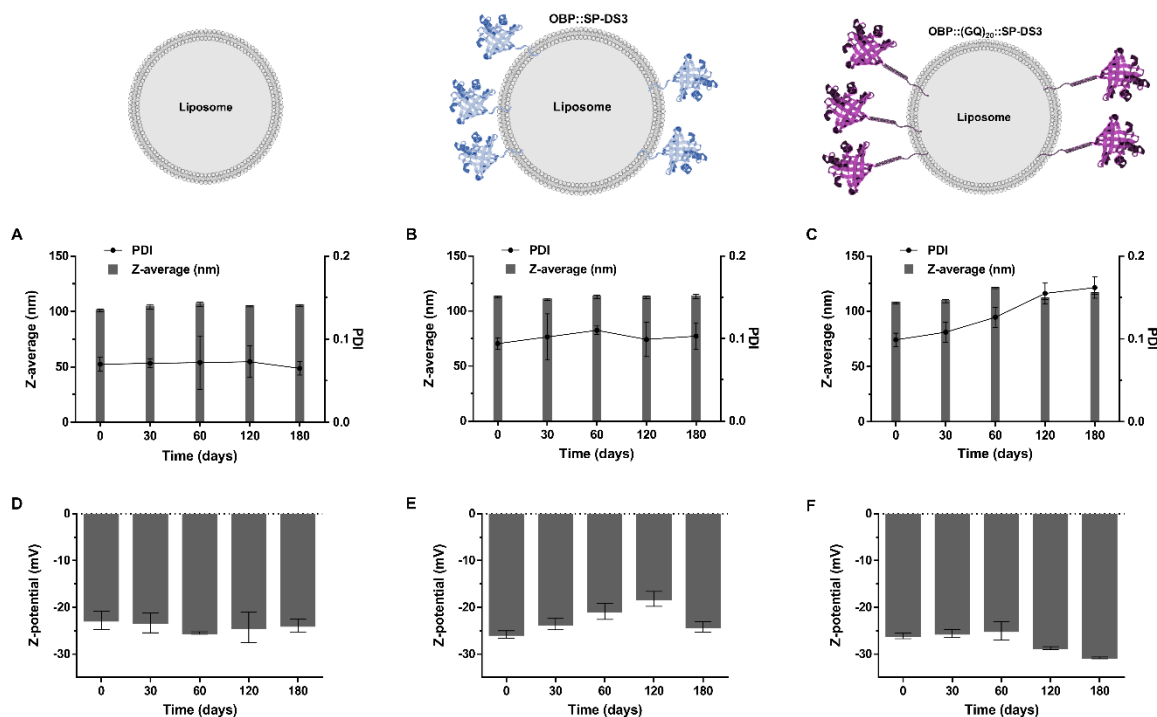 OBP::SP-DS3
OBP::(GQ)₂₀::SP-DS3
Liposome
Liposome
Liposome
A
PDI
Z-average (nm)
150
100
50
0
Z-average (nm)
0.2
0.1
0.0
PDI
0 30 60 120 180
Time (days)
B
PDI
Z-average (nm)
150
100
50
0
Z-average (nm)
0.2
0.1
0.0
PDI
0 30 60 120 180
Time (days)
C
PDI
Z-average (nm)
150
100
50
0
Z-average (nm)
0.2
0.1
0.0
PDI
0 30 60 120 180
Time (days)
D
0
-10
-20
-30
Z-potential (mV)
0 30 60 120 180
Time (days)
E
0
-10
-20
-30
Z-potential (mV)
0 30 60 120 180
Time (days)
F
0
-10
-20
-30
Z-potential (mV)
0 30 60 120 180
Time (days)